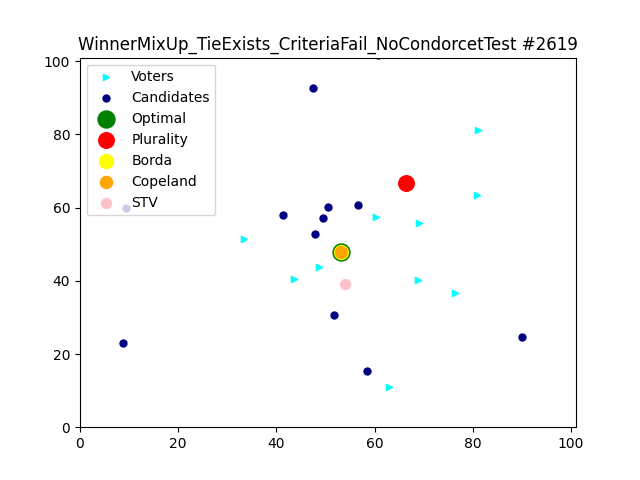 WinnerMixUp_TieExists_CriteriaFail_NoCondorcetTest #2619
Voters
Candidates
Optimal
Plurality
Borda
Copeland
STV
100
80
60
40
20
0
0 20 40 60 80 100